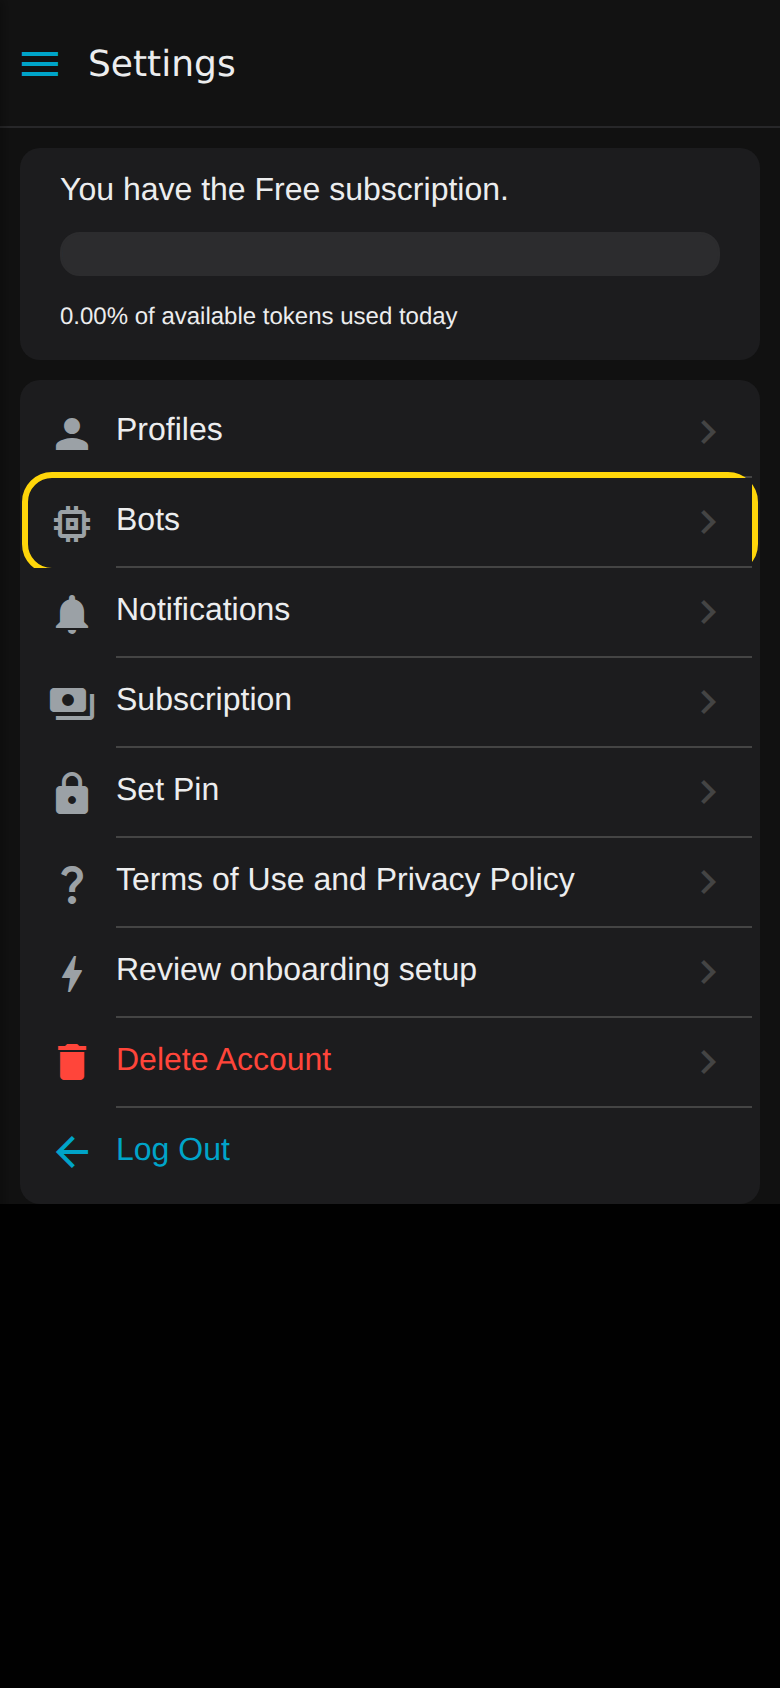 Settings
You have the Free subscription.
0.00% of available tokens used today
Profiles
Bots
Notifications
Subscription
Set Pin
Terms of Use and Privacy Policy
Review onboarding setup
Delete Account
Log Out